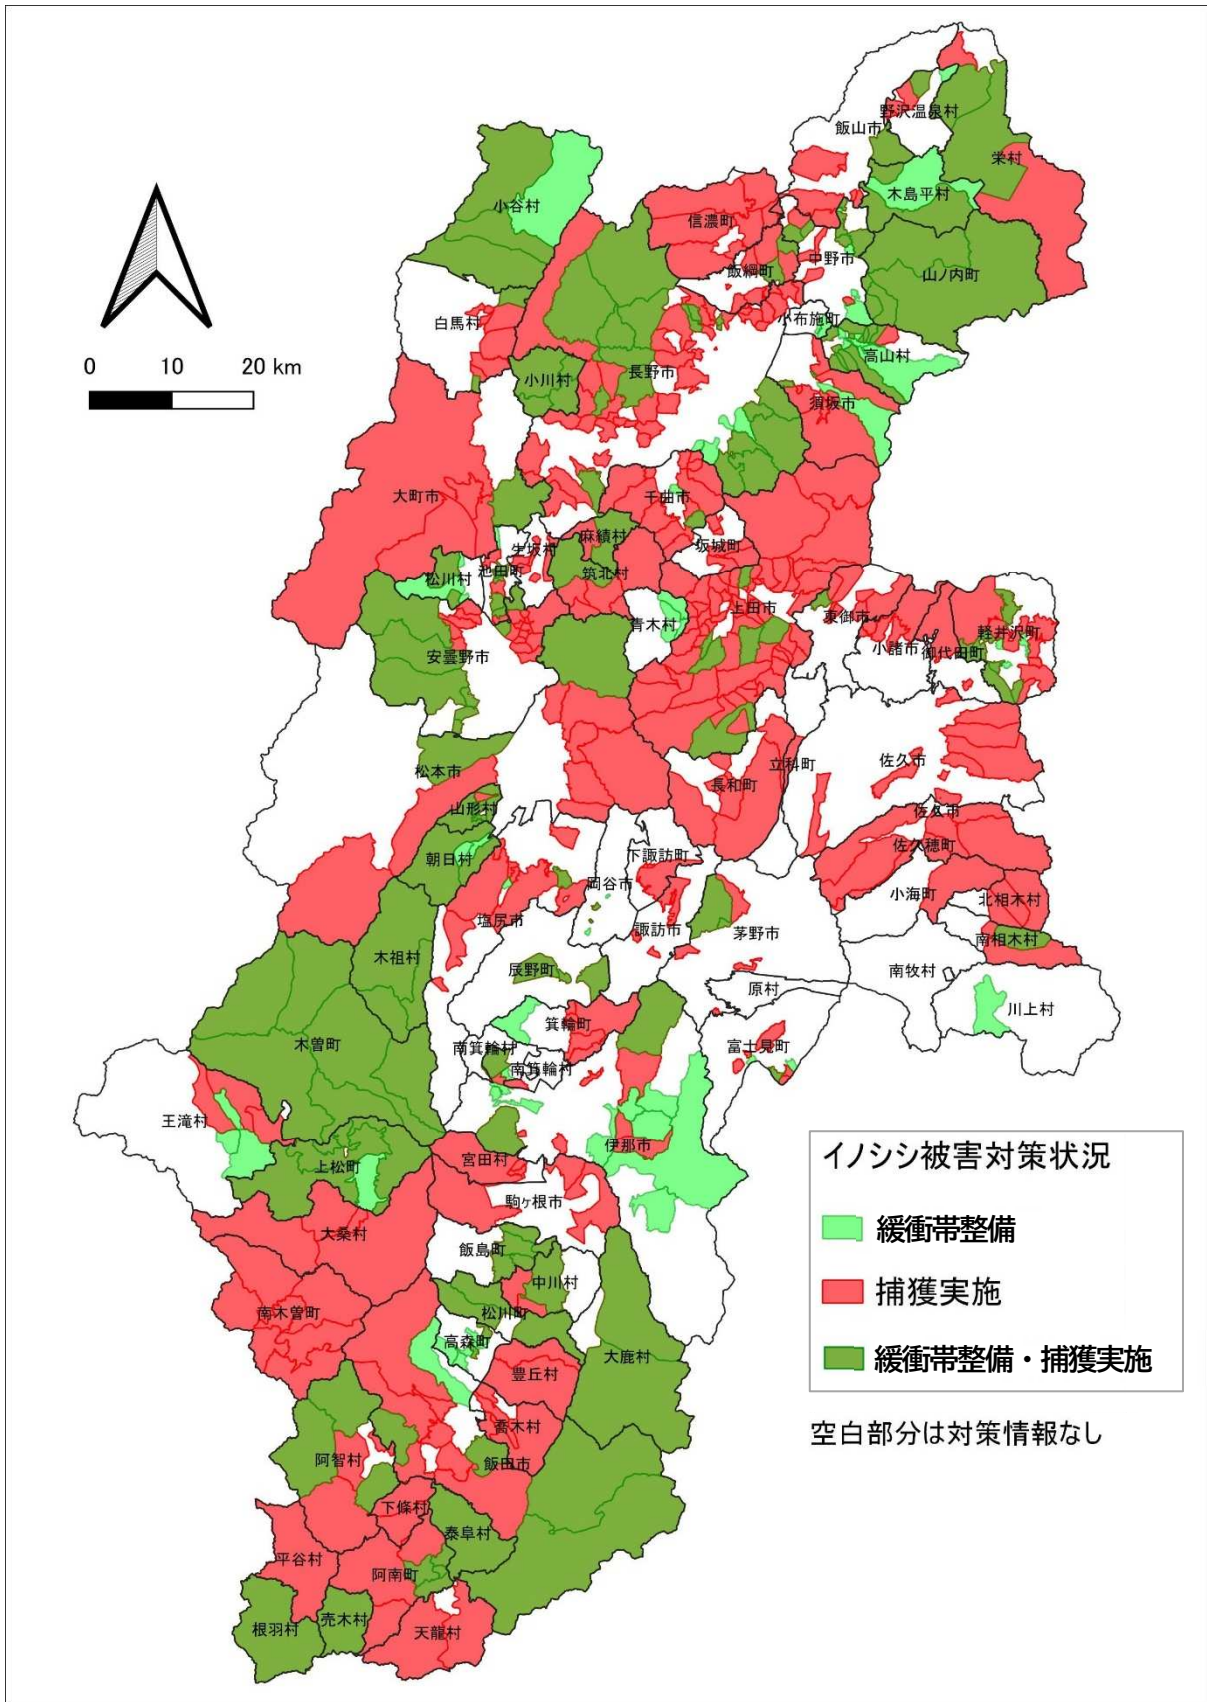 野沢温泉村
飯山市
栄村
木島平村
小谷村
信濃町
中野市
飯綱町
山ノ内町
白馬村
小布施町
高山村
0 10 20 km
小川村
長野市
須坂市
大町市
千曲市
麻績村
坂城町
生坂村
池田町
筑北村
松川村
上田市
青木村
東御市
軽井沢町
小諸市
御代田町
安曇野市
松本市
立科町
佐久市
長和町
山形村
佐久市
佐久穂町
朝日村
下諏訪町
岡谷市
小海町
北相木村
塩尻市
諏訪市
茅野市
南相木村
木祖村
辰野町
南牧村
原村
川上村
箕輪町
木曽町
南箕輪村
富士見町
南箕輪村
王滝村
伊那市
上松町
宮田村
駒ヶ根市
大桑村
飯島町
中川村
南木曽町
松川町
高森町
大鹿村
豊丘村
喬木村
阿智村
飯田市
下條村
泰阜村
平谷村
阿南町
売木村
根羽村
天龍村
イノシシ被害対策状況
緩衝帯整備
捕獲実施
緩衝帯整備・捕獲実施
空白部分は対策情報なし